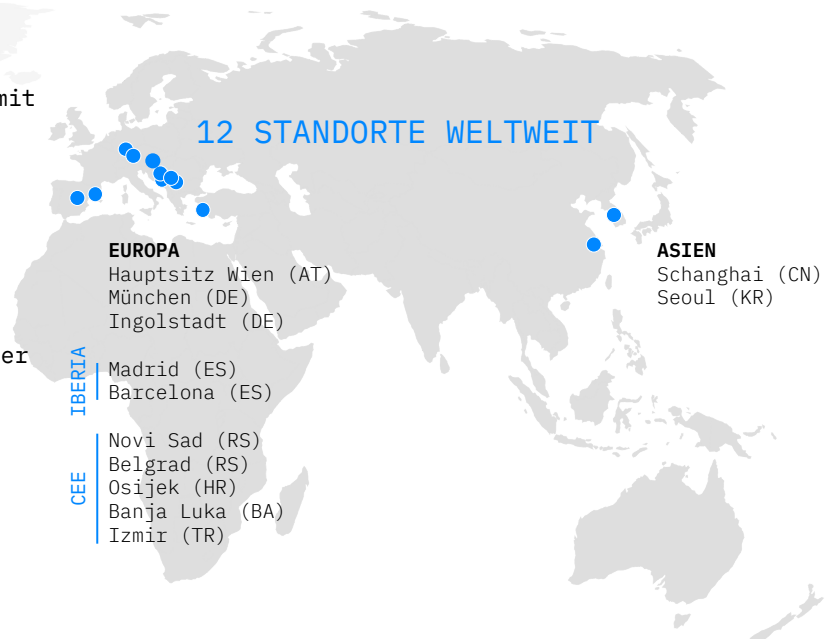 mit
12 STANDORTE WELTWEIT
EUROPA
Hauptsitz Wien (AT)
München (DE)
Ingolstadt (DE)
er
IBERIA
Madrid (ES)
Barcelona (ES)
CEE
Novi Sad (RS)
Belgrad (RS)
Osijek (HR)
Banja Luka (BA)
Izmir (TR)
ASIEN
Schanghai (CN)
Seoul (KR)